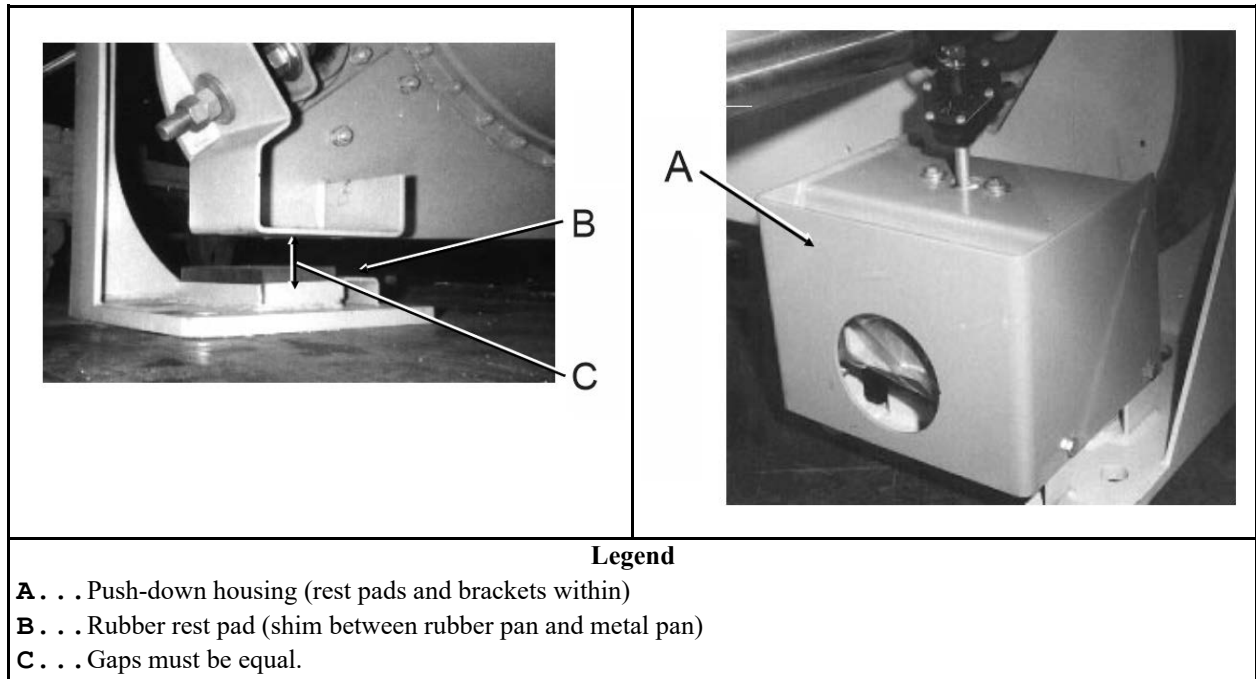 B
C
A
Legend
A... Push-down housing (rest pads and brackets within)
B... Rubber rest pad (shim between rubber pan and metal pan)
C... Gaps must be equal.